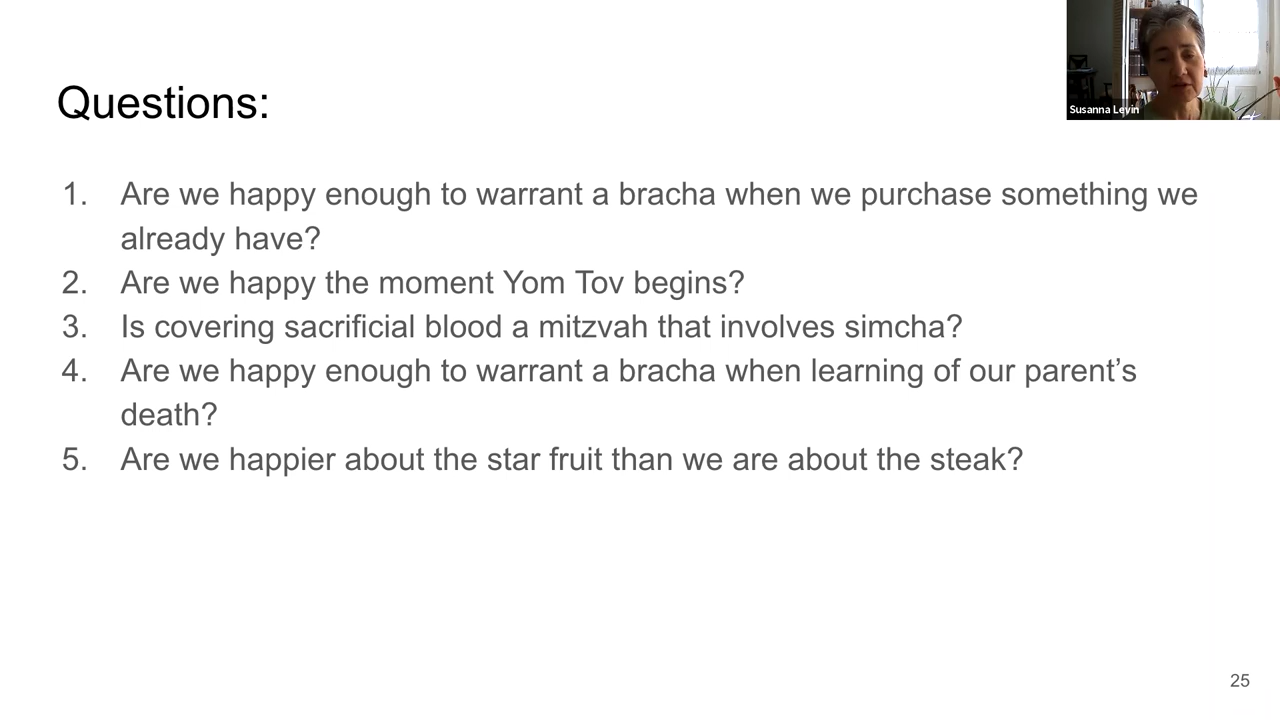 Susanna Levin
Questions:
1. Are we happy enough to warrant a bracha when we purchase something we
already have?
2. Are we happy the moment Yom Tov begins?
3. Is covering sacrificial blood a mitzvah that involves simcha?
4. Are we happy enough to warrant a bracha when learning of our parent’s
death?
5. Are we happier about the star fruit than we are about the steak?
25